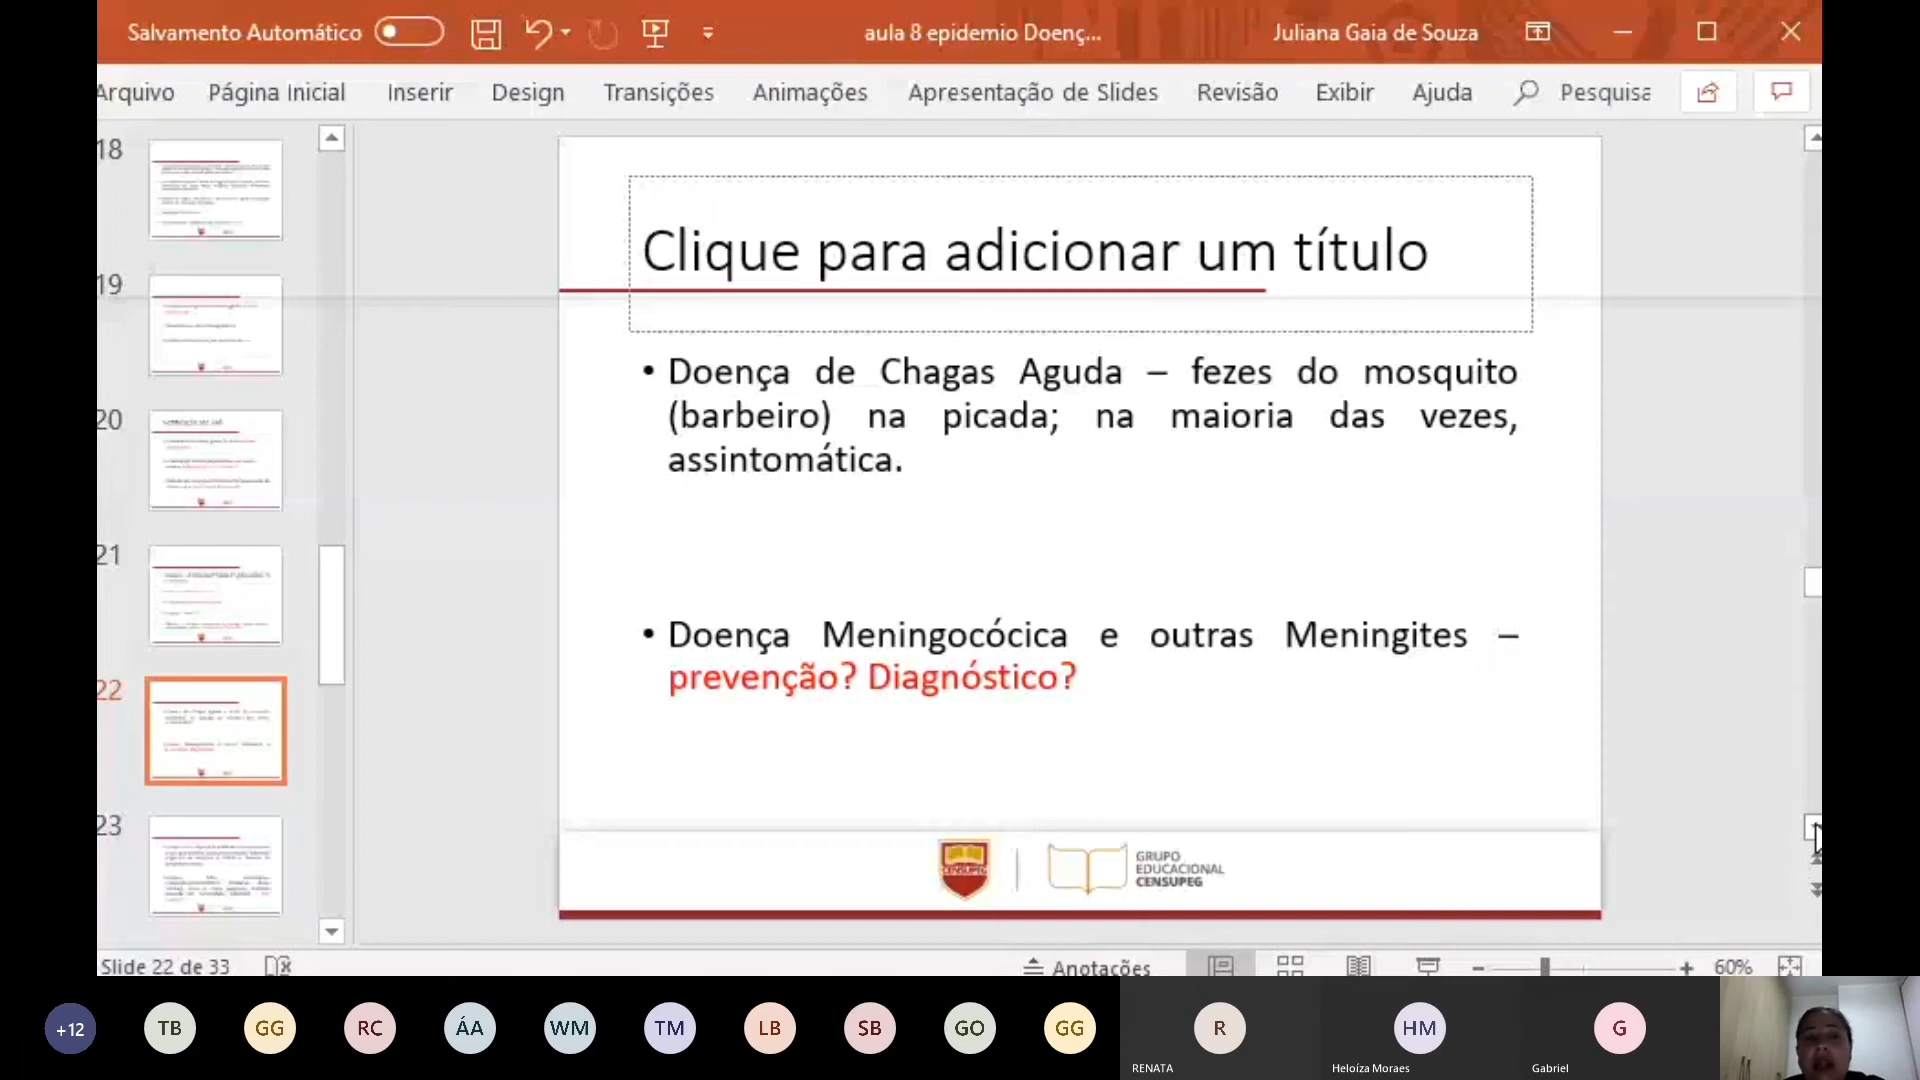 Salvamento Automático
aula 8 epidemio Doenç...
Juliana Gaia de Souza
Arquivo
Página Inicial
Inserir
Design
Transições
Animações
Apresentação de Slides
Revisão
Exibir
Ajuda
Pesquisa
18
19
20
21
22
23
Clique para adicionar um título
• Doença de Chagas Aguda – fezes do mosquito
(barbeiro) na picada; na maioria das vezes,
assintomática.
• Doença Meningocócica e outras Meningites –
prevenção? Diagnóstico?
CENSUPEG
GRUPO
EDUCACIONAL
CENSUPEG
Slide 22 de 33
Anotações
60%
+12
TB
GG
RC
ÁA
WM
TM
LB
SB
GO
GG
R
HM
G
RENATA
Heloíza Moraes
Gabriel